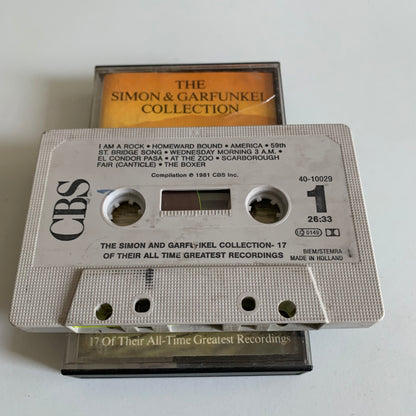 THE
SIMON & GARFUNKEL
COLLECTION
I AM A ROCK • HOMEWARD BOUND • AMERICA • 59th
ST. BRIDGE SONG • WEDNESDAY MORNING 3 A.M. •
EL CONDOR PASA • AT THE ZOO • SCARBOROUGH
FAIR (CANTICLE) • THE BOXER
Compilation ℗ 1981 CBS Inc.
40-10029
1
26:33
CBS
LC 0149
THE SIMON AND GARFUNKEL COLLECTION- 17
OF THEIR ALL TIME GREATEST RECORDINGS
BIEM/STEMRA
MADE IN HOLLAND
17 Of Their All-Time Greatest Recordings